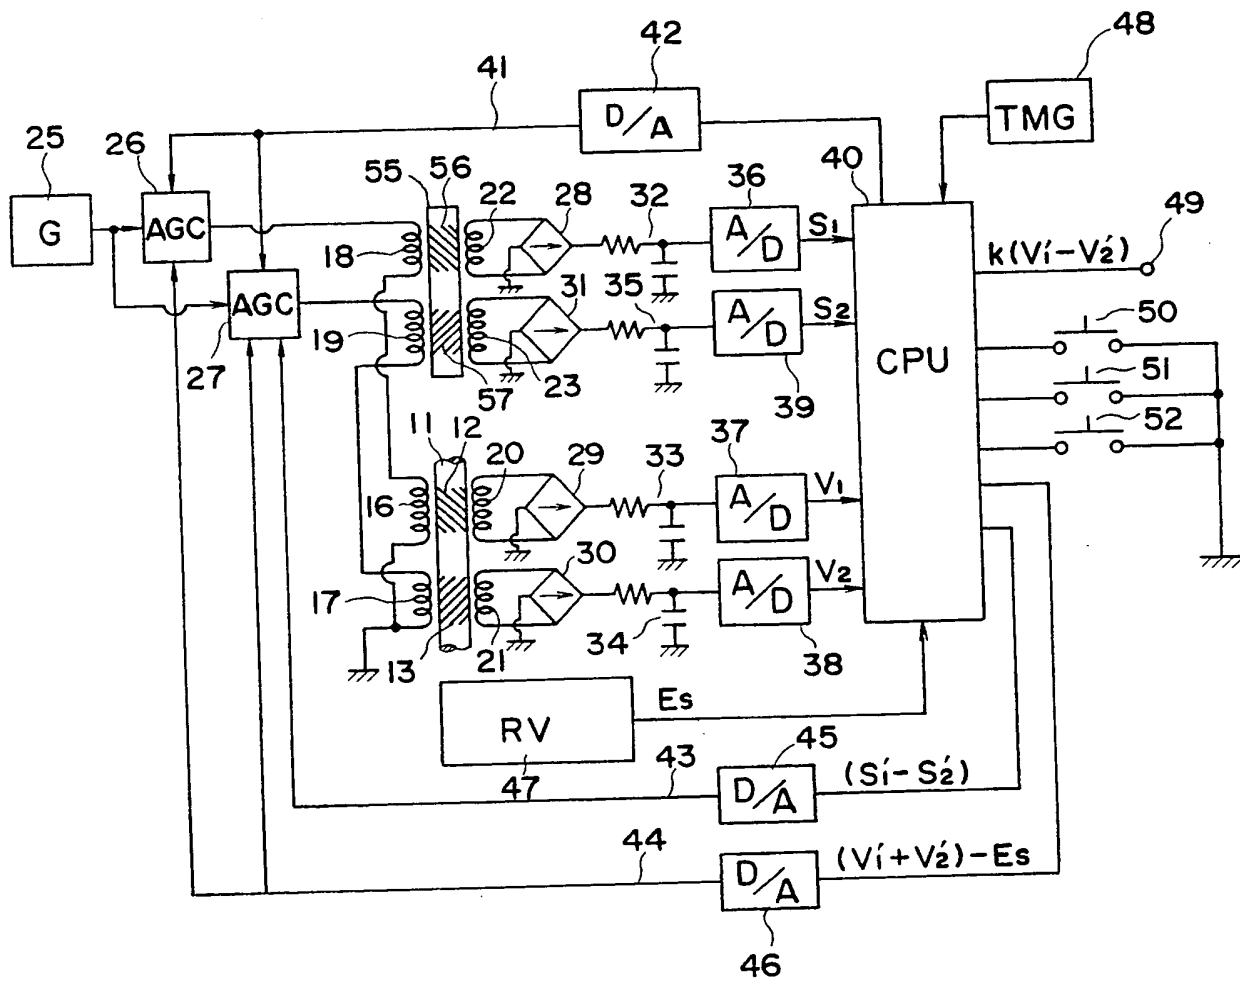 42
48
41
D/A
TMG
25
26
55
56
22
28
32
36
40
49
G
AGC
18
A/D
S₁
k(V₁′−V₂′)
AGC
31
35
50
19
A/D
S₂
CPU
27
57
23
39
51
11
12
20
29
33
37
52
16
A/D
V₁
30
17
A/D
V₂
13
21
34
38
Es
RV
45
47
43
D/A
(S₁′−S₂′)
44
D/A
(V₁′+V₂′)−Es
46